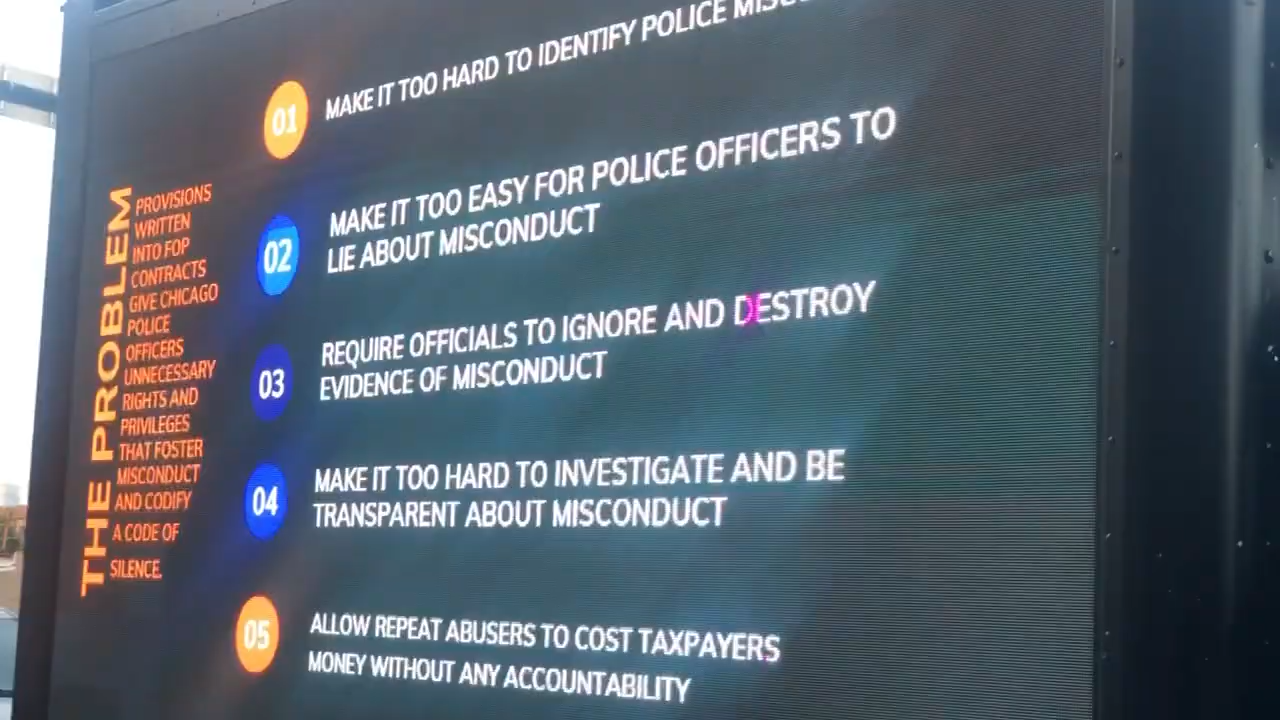 THE PROBLEM
PROVISIONS
WRITTEN
INTO FOP
CONTRACTS
GIVE CHICAGO
POLICE
OFFICERS
UNNECESSARY
RIGHTS AND
PRIVILEGES
THAT FOSTER
MISCONDUCT
AND CODIFY
A CODE OF
SILENCE.
01
MAKE IT TOO HARD TO IDENTIFY POLICE
02
MAKE IT TOO EASY FOR POLICE OFFICERS TO
LIE ABOUT MISCONDUCT
03
REQUIRE OFFICIALS TO IGNORE AND DESTROY
EVIDENCE OF MISCONDUCT
04
MAKE IT TOO HARD TO INVESTIGATE AND BE
TRANSPARENT ABOUT MISCONDUCT
05
ALLOW REPEAT ABUSERS TO COST TAXPAYERS
MONEY WITHOUT ANY ACCOUNTABILITY